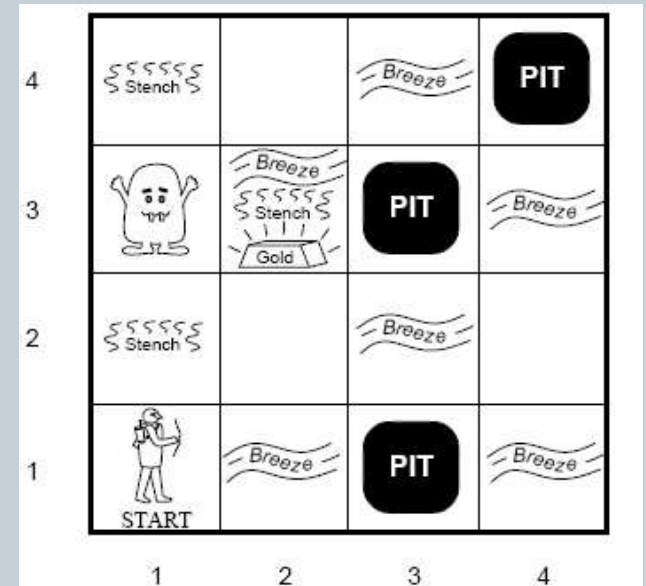 4
Stench
Breeze
PIT
3
Breeze
Stench
Gold
PIT
Breeze
2
Stench
Breeze
START
1
Breeze
PIT
Breeze
1 2 3 4